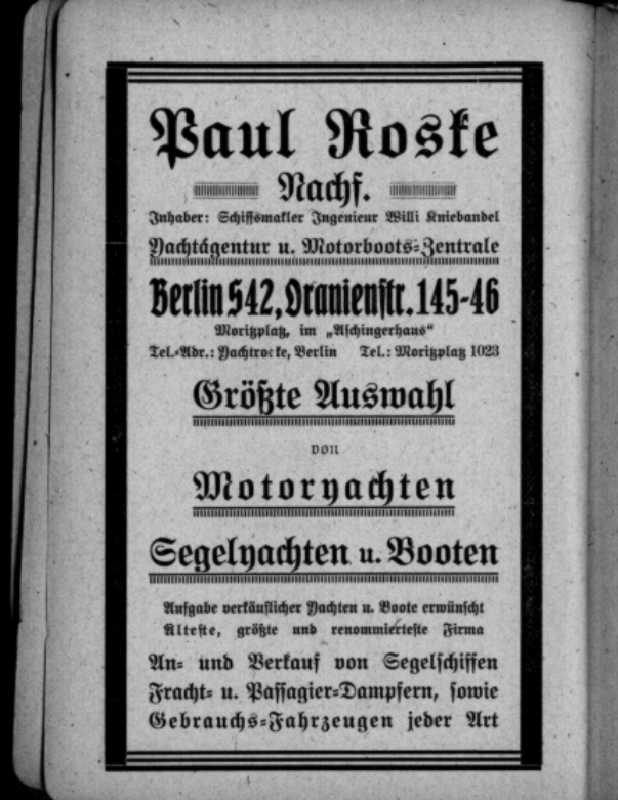 Paul Roske
Nachf.
Inhaber: Schiffsmakler Ingenieur Willi Kniebandel
Yachtagentur u. Motorboots-Zentrale
Berlin S42, Oranienstr. 145-46
Moritzplatz, im „Aschingerhaus“
Tel.-Adr.: Yachtrocke, Berlin Tel.: Moritzplatz 1023
Größte Auswahl
von
Motoryachten
Segelyachten u. Booten
Aufgabe verkäuflicher Yachten u. Boote erwünscht
Älteste, größte und renommierteste Firma
An- und Verkauf von Segelschiffen
Fracht- u. Passagier-Dampfern, sowie
Gebrauchs-Fahrzeugen jeder Art